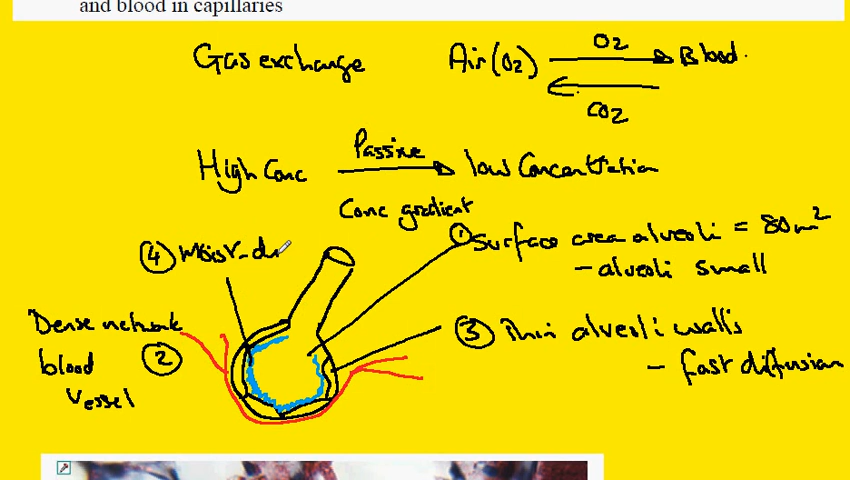 and blood in capillaries
Gas exchange
Air (O2) O2 Blood.
CO2
High Conc Passive low Concentration
Conc gradient
① Surface area alveoli = 80m²
- alveoli small
④ Moist - d
Dense network
blood ②
Vessel
③ Thin alveoli walls
- fast diffusion